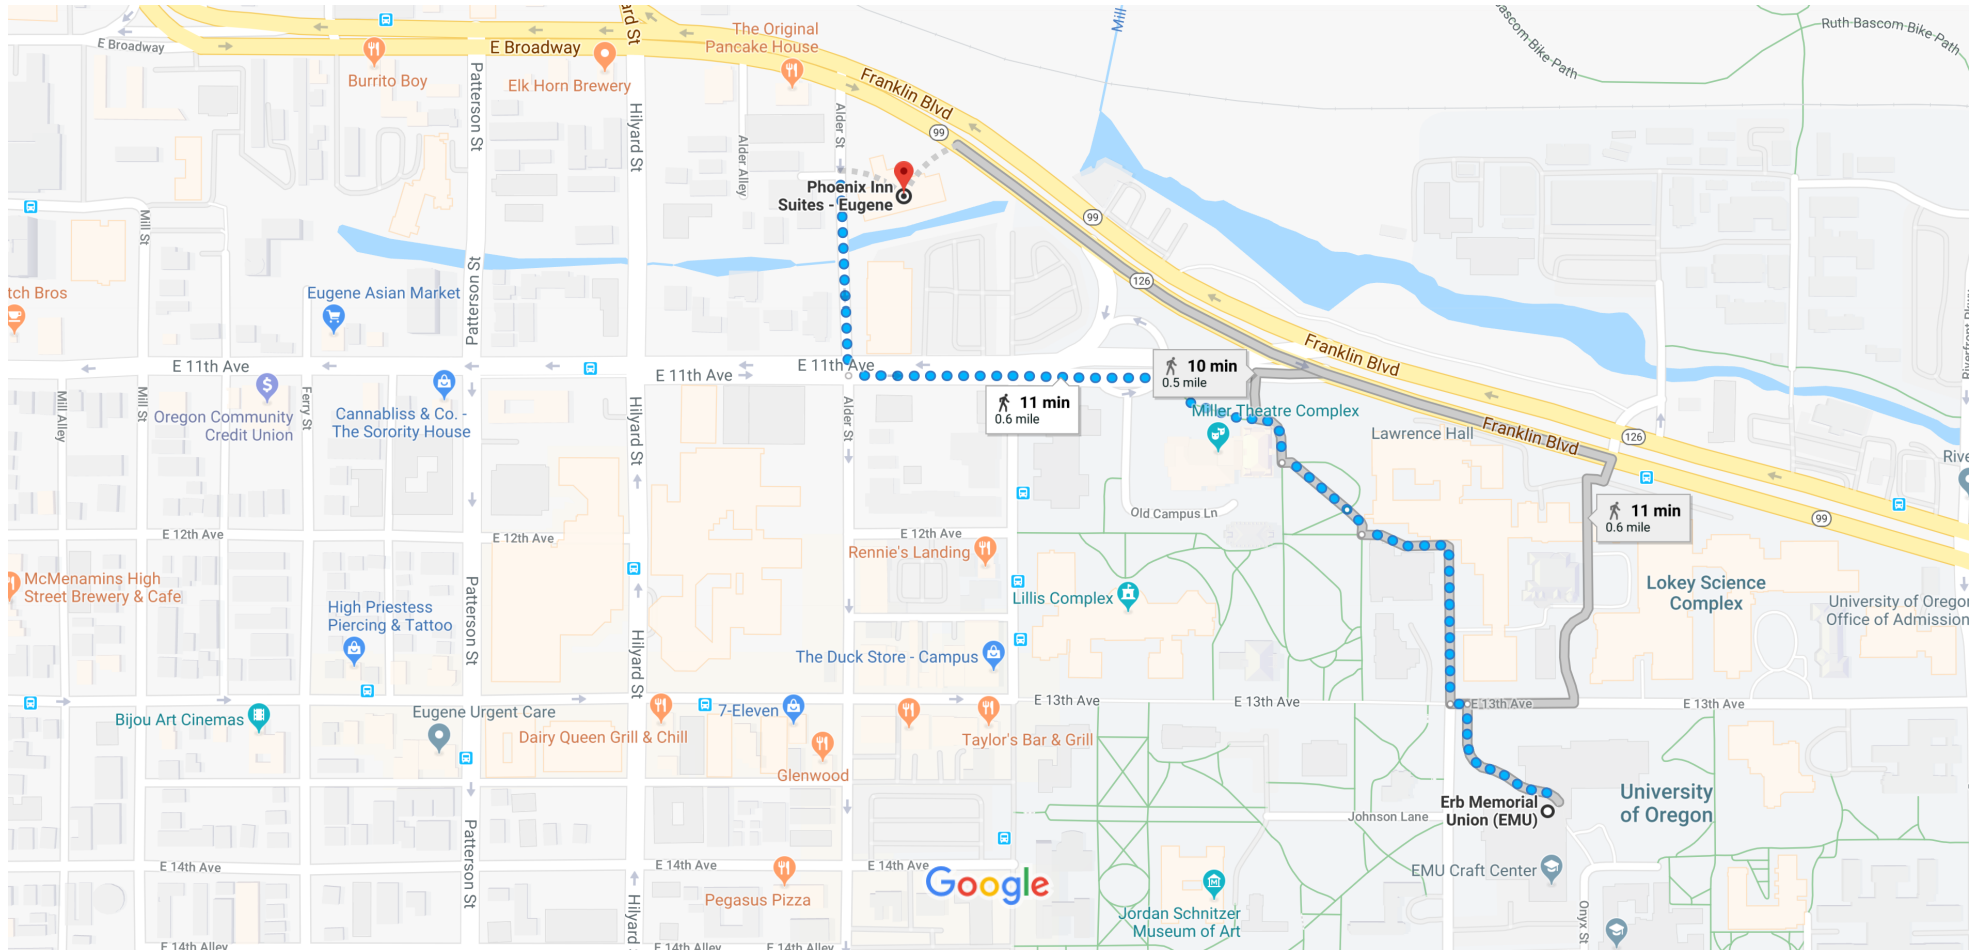 E Broadway
E Broadway
Burrito Boy
Elk Horn Brewery
The Original
Pancake House
Mill
Ruth Bascom Bike Path
Bike Path
Franklin Blvd
99
Patterson St
Hilyard St
Alder St
Alder Alley
Phoenix Inn
Suites - Eugene
99
126
Mill St
Patterson St
tch Bros
Eugene Asian Market
Franklin Blvd
E 11th Ave
E 11th Ave
E 11th Ave
10 min
0.5 mile
11 min
0.6 mile
Miller Theatre Complex
Lawrence Hall
Franklin Blvd
126
Mill Alley
Mill St
Ferry St
Oregon Community
Credit Union
Cannabliss & Co. -
The Sorority House
Hilyard St
Alder St
11 min
0.6 mile
99
Old Campus Ln
E 12th Ave
E 12th Ave
E 12th Ave
Rennie's Landing
McMenamins High
Street Brewery & Cafe
High Priestess
Piercing & Tattoo
Patterson St
Hilyard St
Lillis Complex
Lokey Science
Complex
University of Oregon
Office of Admission
The Duck Store - Campus
E 13th Ave
E 13th Ave
E 13th Ave
E 13th Ave
Bijou Art Cinemas
Eugene Urgent Care
7-Eleven
Dairy Queen Grill & Chill
Taylor's Bar & Grill
Glenwood
University
of Oregon
Erb Memorial
Union (EMU)
Johnson Lane
Patterson St
E 14th Ave
E 14th Ave
E 14th Ave
EMU Craft Center
Google
Pegasus Pizza
Jordan Schnitzer
Museum of Art
Hilyard
Onyx St
E 14th Alley
E 14th Alley
E 14th Alley